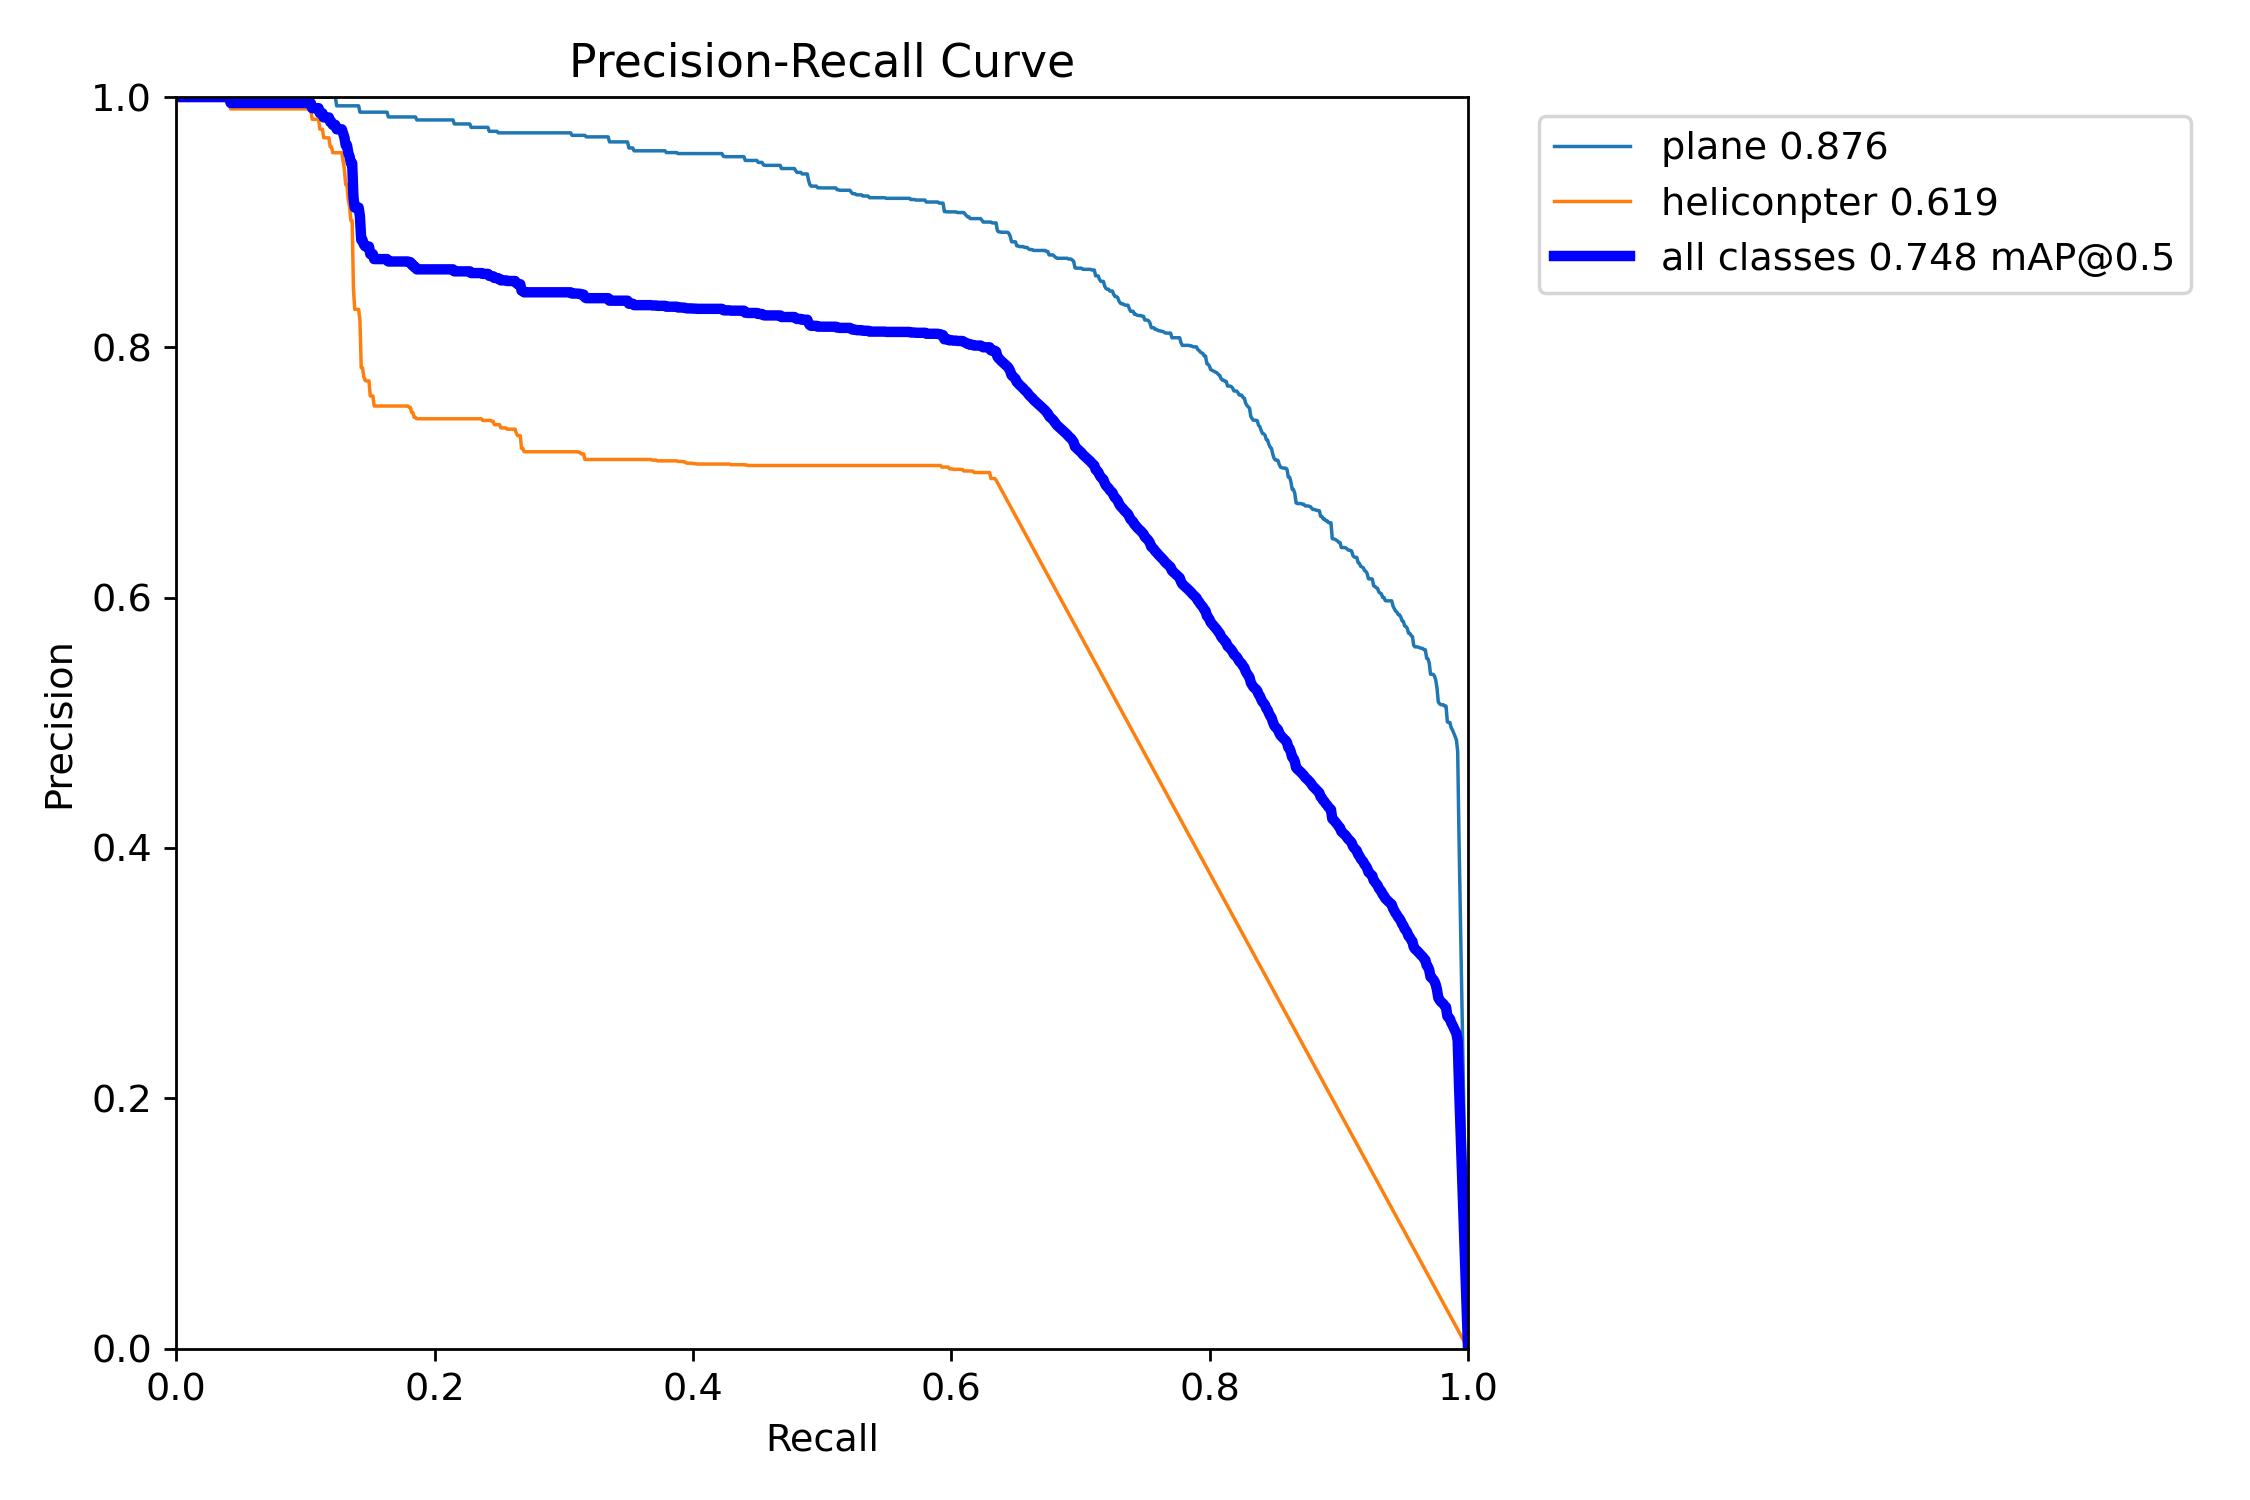 Precision-Recall Curve
plane 0.876
heliconpter 0.619
all classes 0.748 mAP@0.5
1.0
0.8
0.6
0.4
0.2
0.0
Precision
0.0 0.2 0.4 0.6 0.8 1.0
Recall